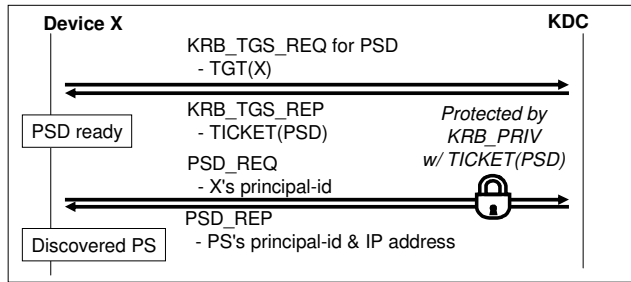 Device X
KDC
KRB_TGS_REQ for PSD
- TGT(X)
KRB_TGS_REP
- TICKET(PSD)
Protected by
KRB_PRIV
w/ TICKET(PSD)
PSD ready
PSD_REQ
- X's principal-id
PSD_REP
- PS's principal-id & IP address
Discovered PS